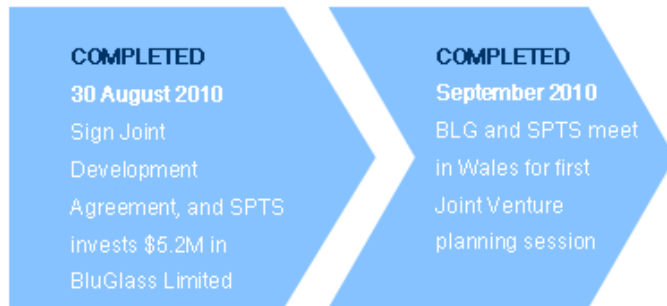 COMPLETED
30 August 2010
Sign Joint
Development
Agreement, and SPTS
invests $5.2M in
BluGlass Limited
COMPLETED
September 2010
BLG and SPTS meet
in Wales for first
Joint Venture
planning session